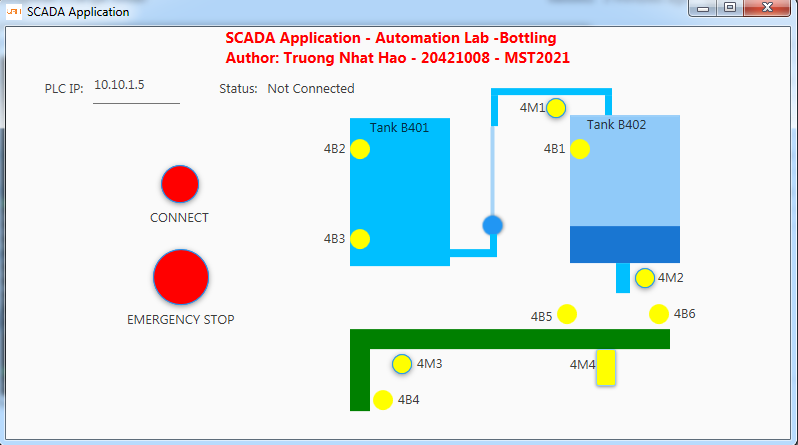 SCADA Application
SCADA Application - Automation Lab -Bottling
Author: Truong Nhat Hao - 20421008 - MST2021
PLC IP: 10.10.1.5
Status: Not Connected
4M1
Tank B401
Tank B402
4B2
4B1
CONNECT
4B3
4M2
EMERGENCY STOP
4B5
4B6
4M3
4M4
4B4